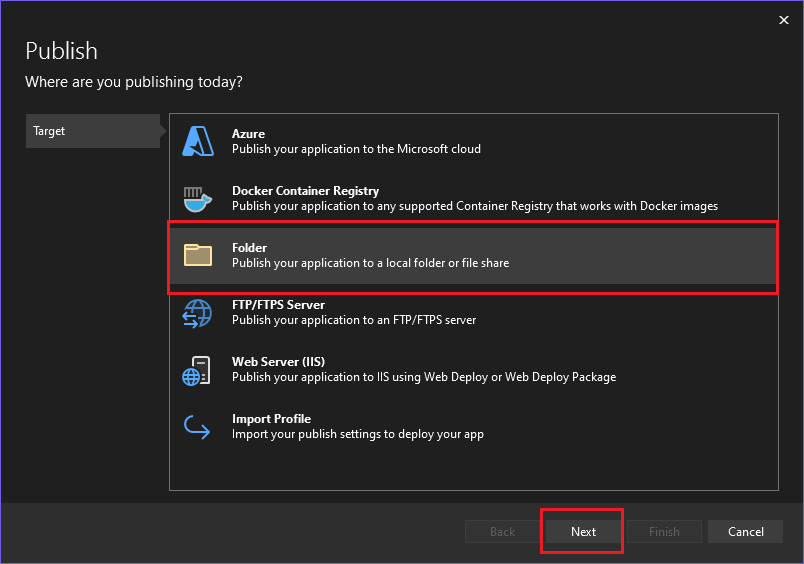 Publish
Where are you publishing today?
Target
Azure
Publish your application to the Microsoft cloud
Docker Container Registry
Publish your application to any supported Container Registry that works with Docker images
Folder
Publish your application to a local folder or file share
FTP/FTPS Server
Publish your application to an FTP/FTPS server
Web Server (IIS)
Publish your application to IIS using Web Deploy or Web Deploy Package
Import Profile
Import your publish settings to deploy your app
Back
Next
Finish
Cancel